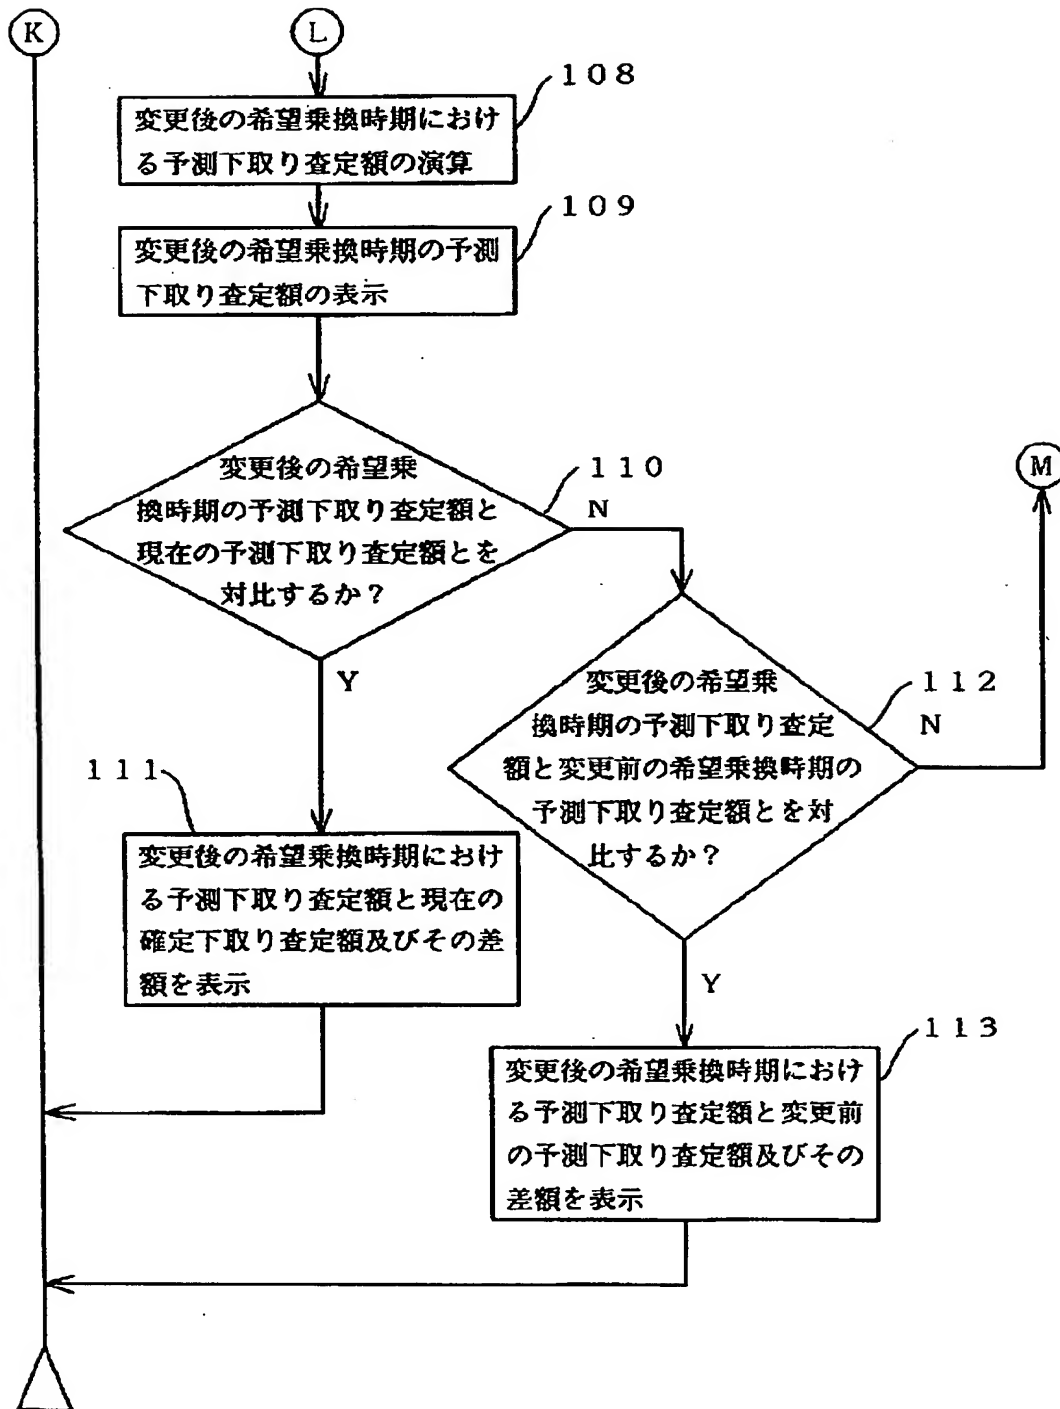 K
L
108
変更後の希望乗換時期におけ
る予測下取り査定額の演算
109
変更後の希望乗換時期の予測
下取り査定額の表示
110
変更後の希望乗
換時期の予測下取り査定額と
現在の予測下取り査定額とを
対比するか？
N
M
Y
112
変更後の希望乗
換時期の予測下取り査定
額と変更前の希望乗換時期の
予測下取り査定額とを対
比するか？
N
111
変更後の希望乗換時期におけ
る予測下取り査定額と現在の
確定下取り査定額及びその差
額を表示
Y
113
変更後の希望乗換時期におけ
る予測下取り査定額と変更前
の予測下取り査定額及びその
差額を表示